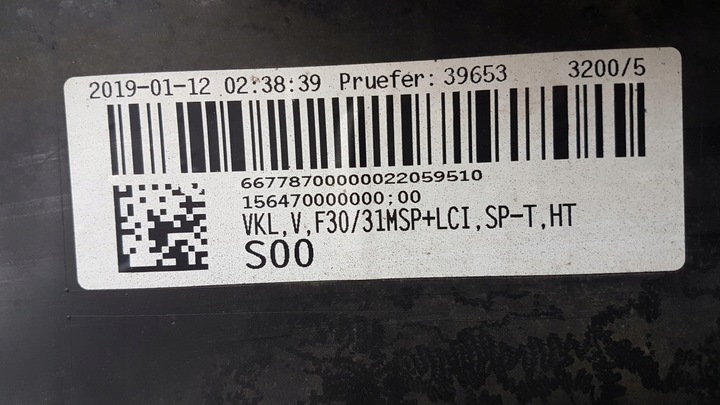 2019-01-12 02:38:39 Pruefer: 39653 3200/5
66778700000022059510
156470000000;00
VKL,V,F30/31MSP+LCI,SP-T,HT
S00